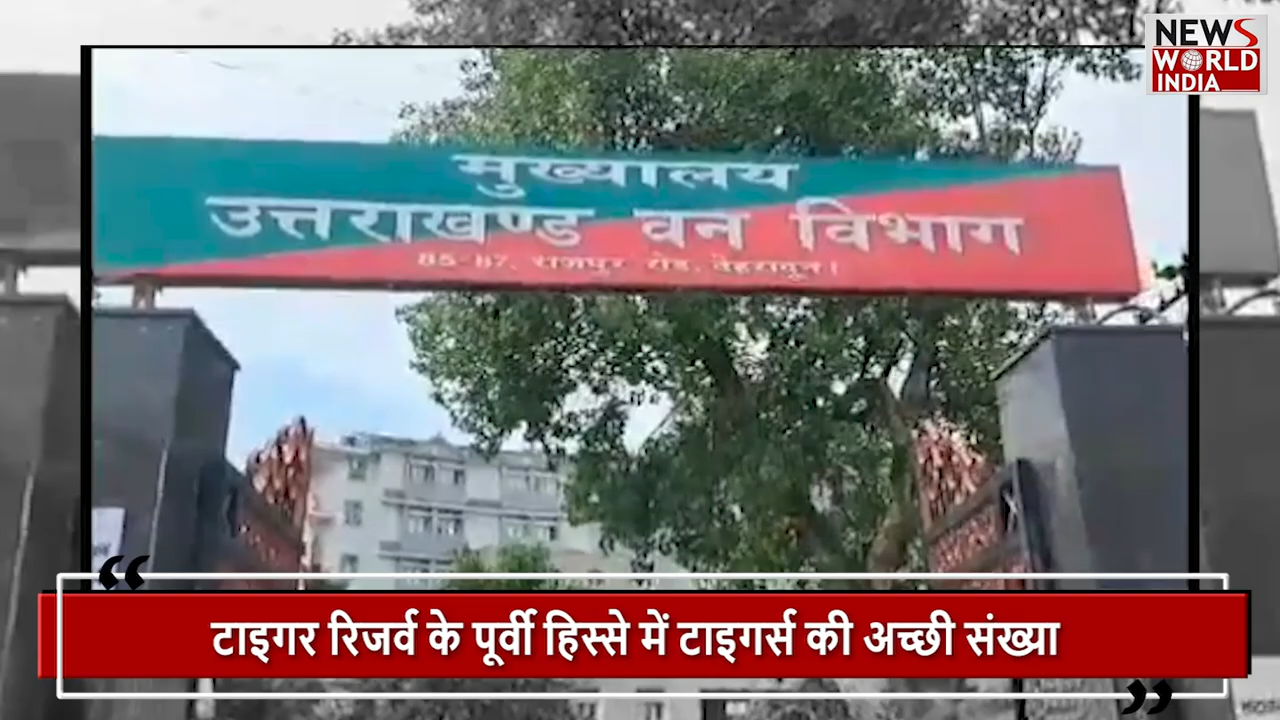 NEWS
WORLD
INDIA
मुख्यालय
उत्तराखण्ड वन विभाग
85-87, राजपुर रोड, देहरादून।
टाइगर रिजर्व के पूर्वी हिस्से में टाइगर्स की अच्छी संख्या